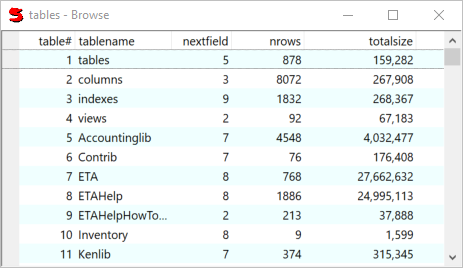 tables - Browse
table# tablename nextfield nrows totalsize
1 tables 5 878 159,282
2 columns 3 8072 267,908
3 indexes 9 1832 268,367
4 views 2 92 67,183
5 Accountinglib 7 4548 4,032,477
6 Contrib 7 76 176,408
7 ETA 8 768 27,662,632
8 ETAHelp 8 1886 24,995,113
9 ETAHelpHowTo... 2 213 37,888
10 Inventory 8 9 1,599
11 Kenlib 7 374 315,345